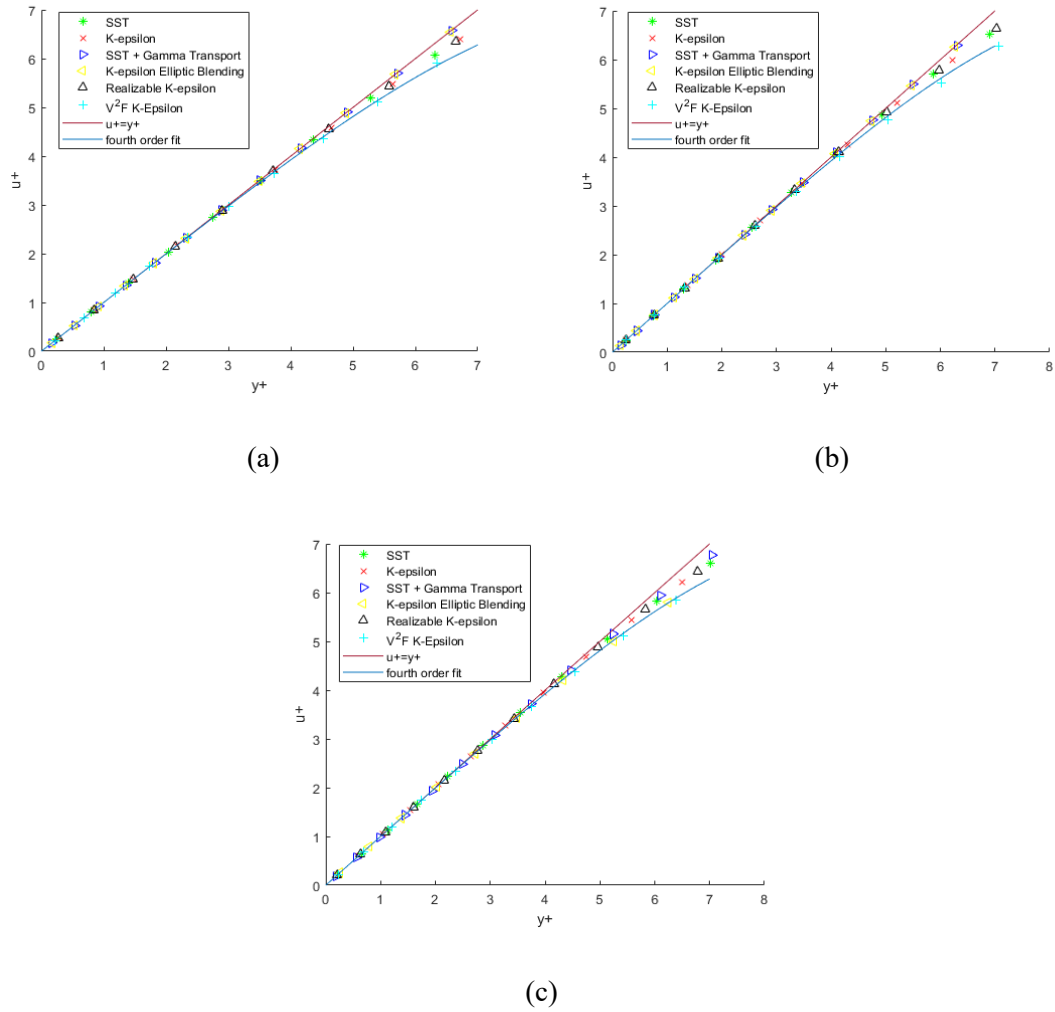 7
6
5
4
3
2
1
0
u+
SST
K-epsilon
SST + Gamma Transport
K-epsilon Elliptic Blending
Realizable K-epsilon
V²F K-Epsilon
u+=y+
fourth order fit
0 1 2 3 4 5 6 7
y+
(a)
7
6
5
4
3
2
1
0
u+
SST
K-epsilon
SST + Gamma Transport
K-epsilon Elliptic Blending
Realizable K-epsilon
V²F K-Epsilon
u+=y+
fourth order fit
0 1 2 3 4 5 6 7 8
y+
(b)
7
6
5
4
3
2
1
0
u+
SST
K-epsilon
SST + Gamma Transport
K-epsilon Elliptic Blending
Realizable K-epsilon
V²F K-Epsilon
u+=y+
fourth order fit
0 1 2 3 4 5 6 7 8
y+
(c)